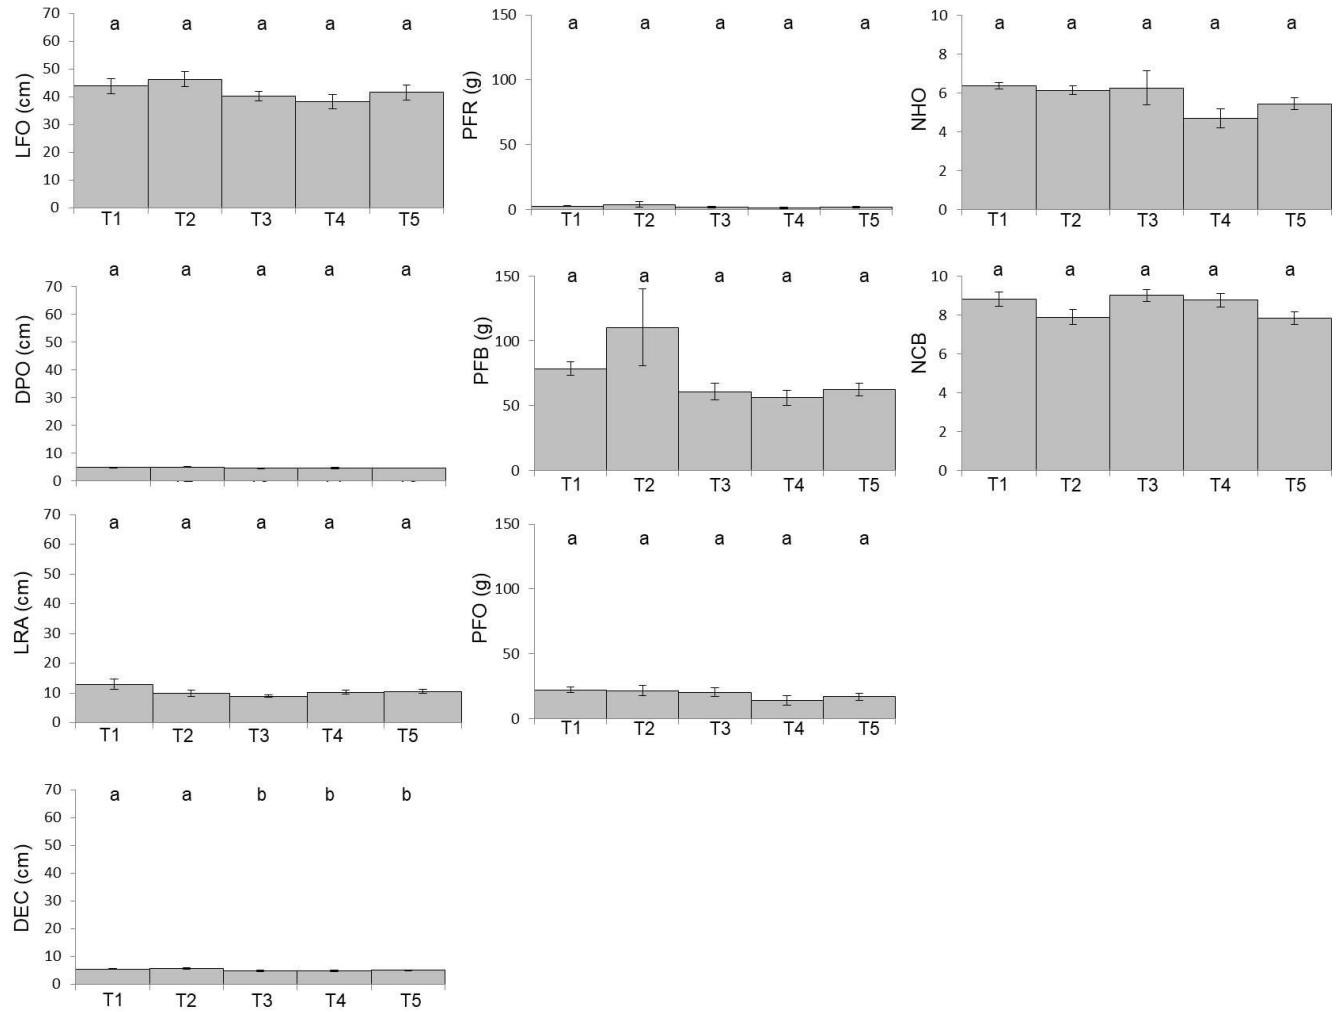 LFO (cm)
70
60
50
40
30
20
10
0
a a a a a
T1 T2 T3 T4 T5
PFR (g)
150
100
50
0
a a a a a
T1 T2 T3 T4 T5
NHO
10
8
6
4
2
0
a a a a a
T1 T2 T3 T4 T5
DPO (cm)
70
60
50
40
30
20
10
0
a a a a a
PFB (g)
150
100
50
0
a a a a a
T1 T2 T3 T4 T5
NCB
10
8
6
4
2
0
a a a a a
T1 T2 T3 T4 T5
LRA (cm)
70
60
50
40
30
20
10
0
a a a a a
T1 T2 T3 T4 T5
PFO (g)
150
100
50
0
a a a a a
T1 T2 T3 T4 T5
DEC (cm)
70
60
50
40
30
20
10
0
a a b b b
T1 T2 T3 T4 T5